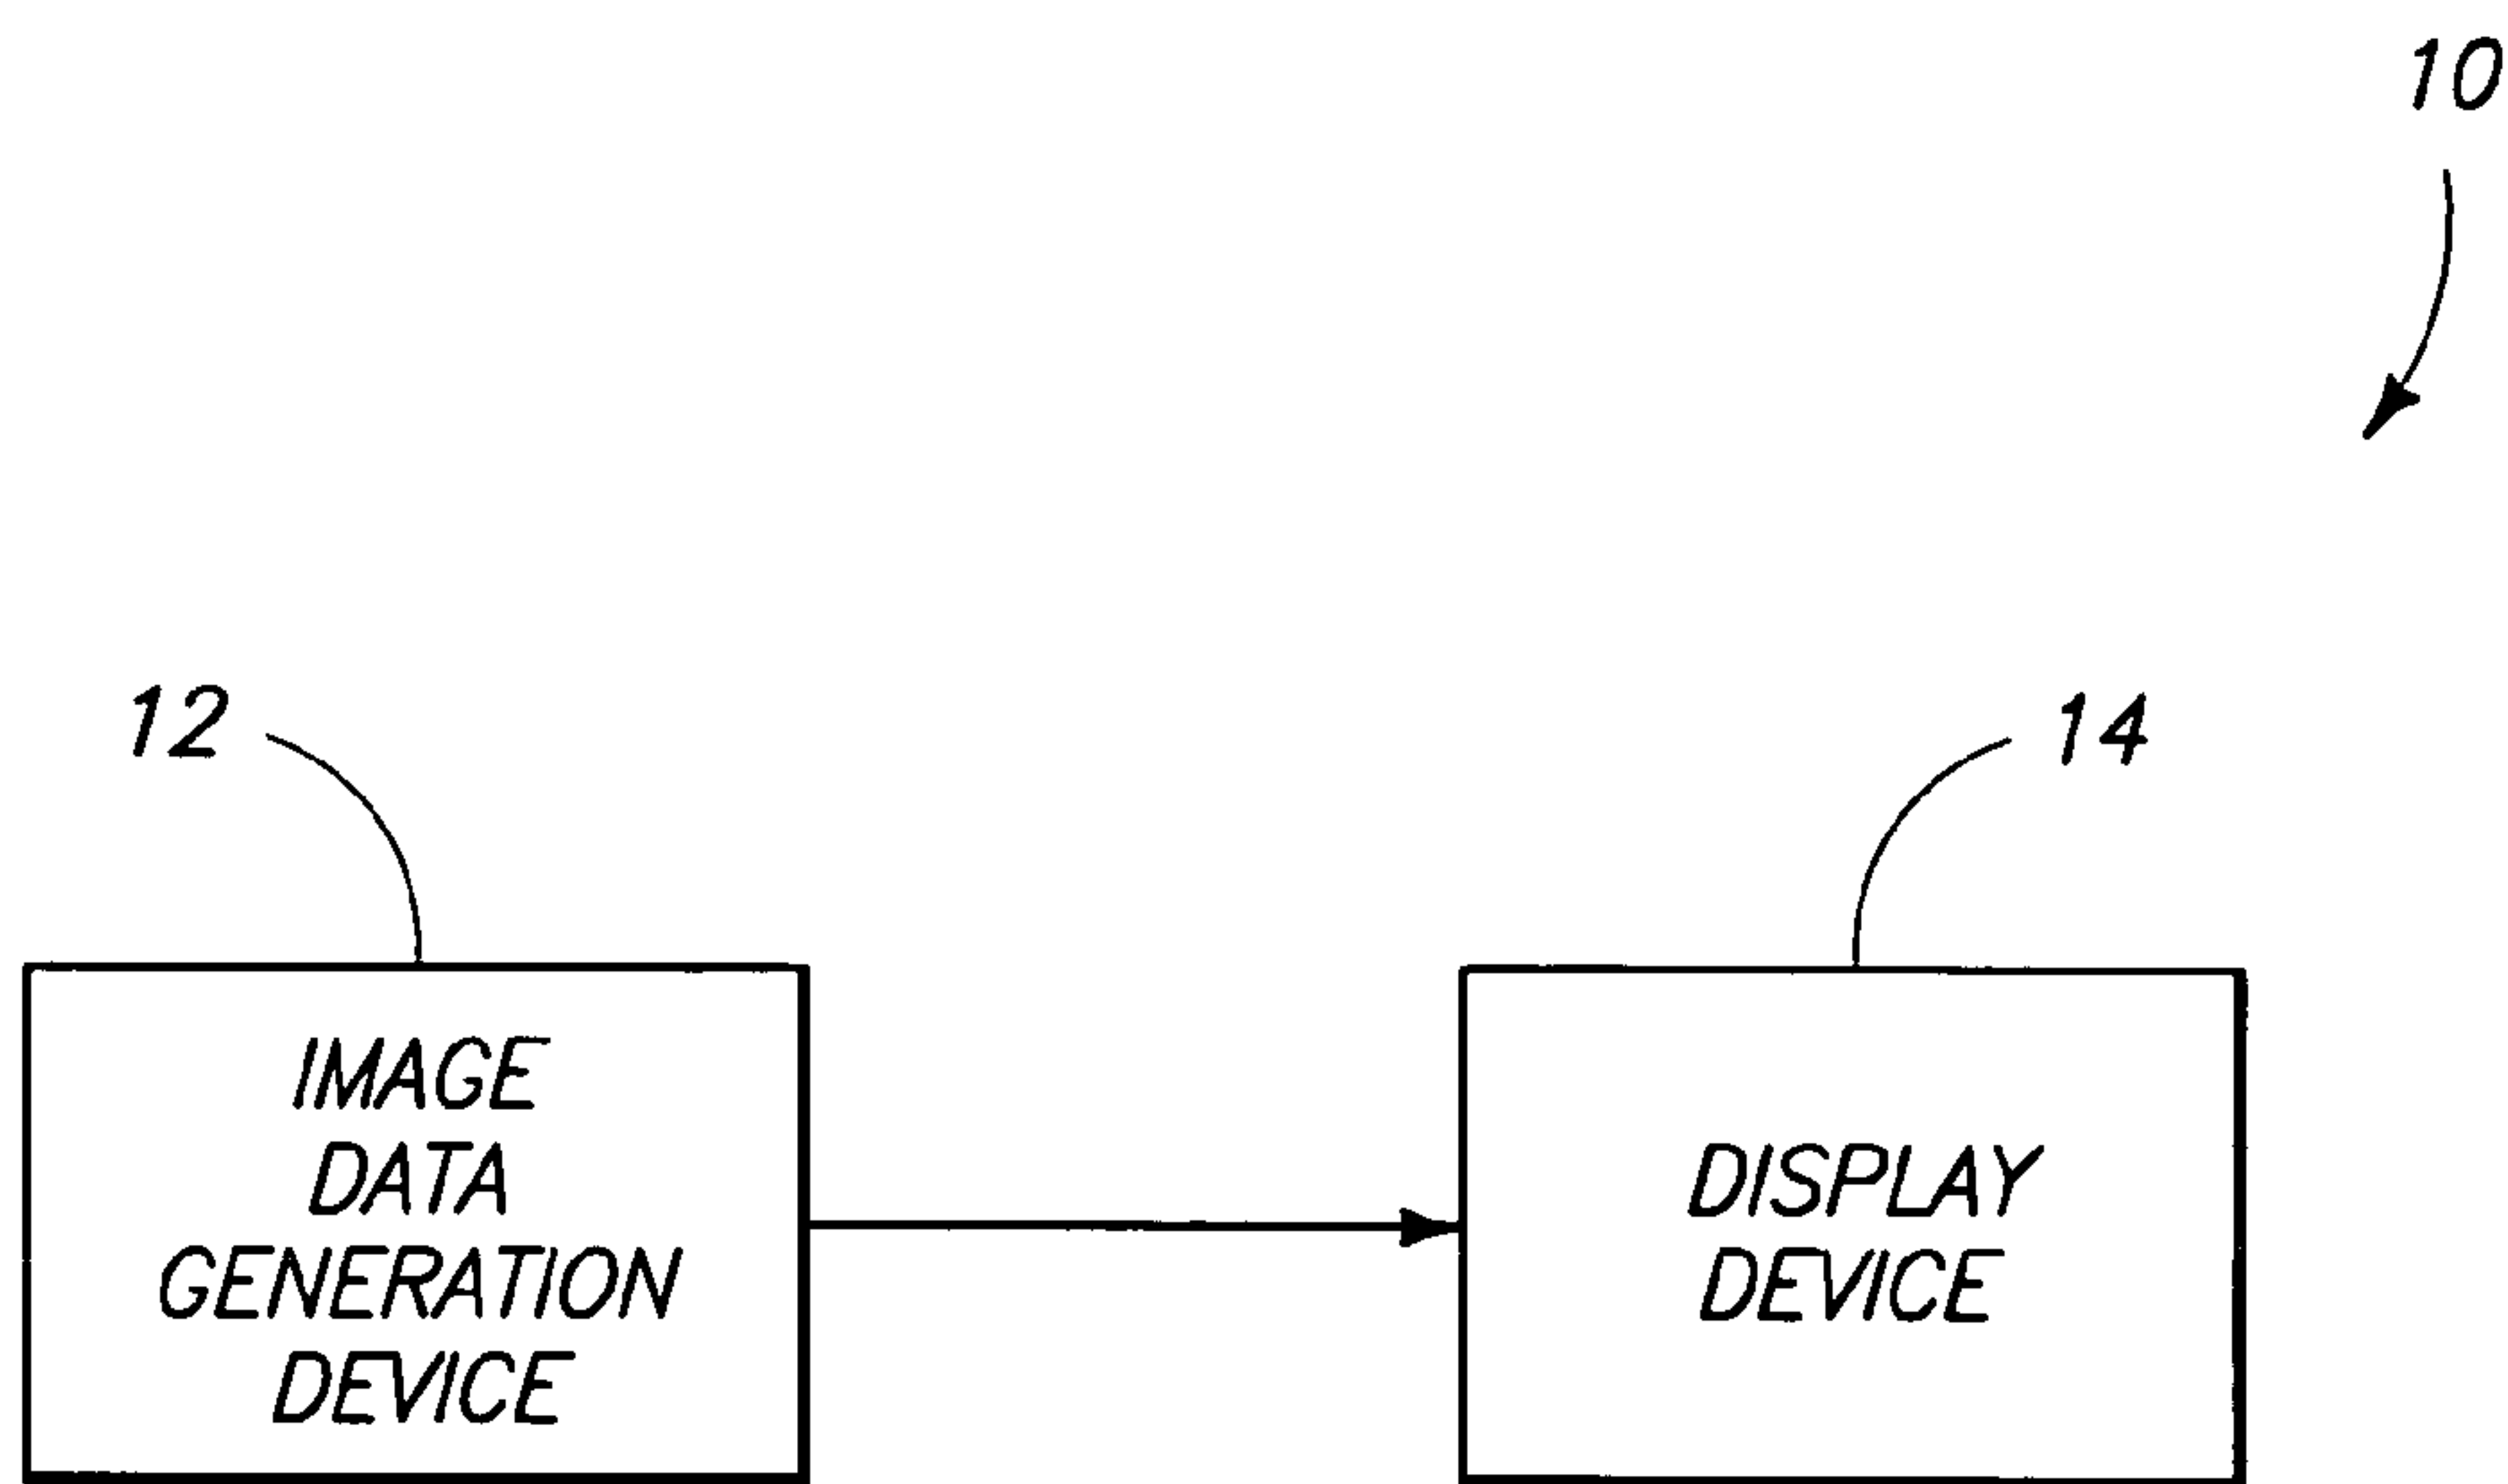 10
12
14
IMAGE
DATA
GENERATION
DEVICE
DISPLAY
DEVICE